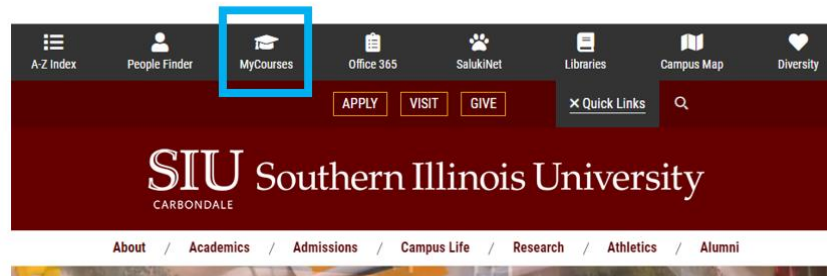 A-Z Index People Finder MyCourses Office 365 SalukiNet Libraries Campus Map Diversity
APPLY VISIT GIVE × Quick Links
SIU Southern Illinois University
CARBONDALE
About / Academics / Admissions / Campus Life / Research / Athletics / Alumni